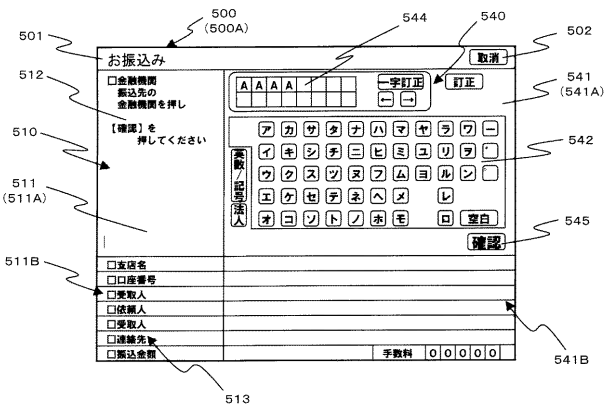 500
(500A)
544
540
502
501
お振込み
取消
512
□金融機関
振込先の
金融機関を押し
【確認】を
押してください
A A A A
一字訂正
← →
訂正
541
(541A)
510
ア カ サ タ ナ ハ マ ヤ ラ ワ ー
イ キ シ チ ニ ヒ ミ ユ リ ヲ ゛
ウ ク ス ツ ヌ フ ム ヨ ル ン ゜
エ ケ セ テ ネ ヘ メ レ
オ コ ソ ト ノ ホ モ ロ 空白
英数/記号
法人
542
511
(511A)
確認
545
511B
□支店名
□口座番号
□受取人
□依頼人
□受取人
□連絡先
□振込金額
手数料 0 0 0 0 0
541B
513